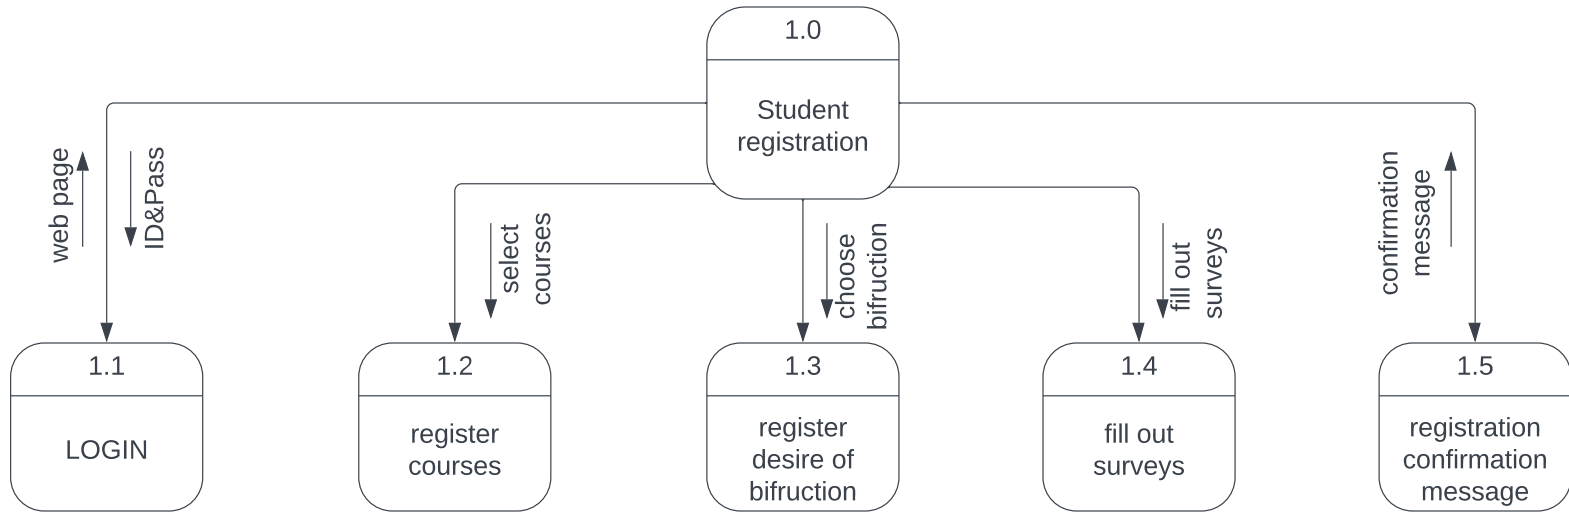 1.0
Student
registration
web page
ID&Pass
select
courses
choose
bifruction
fill out
surveys
confirmation
message
1.1
LOGIN
1.2
register
courses
1.3
register
desire of
bifruction
1.4
fill out
surveys
1.5
registration
confirmation
message